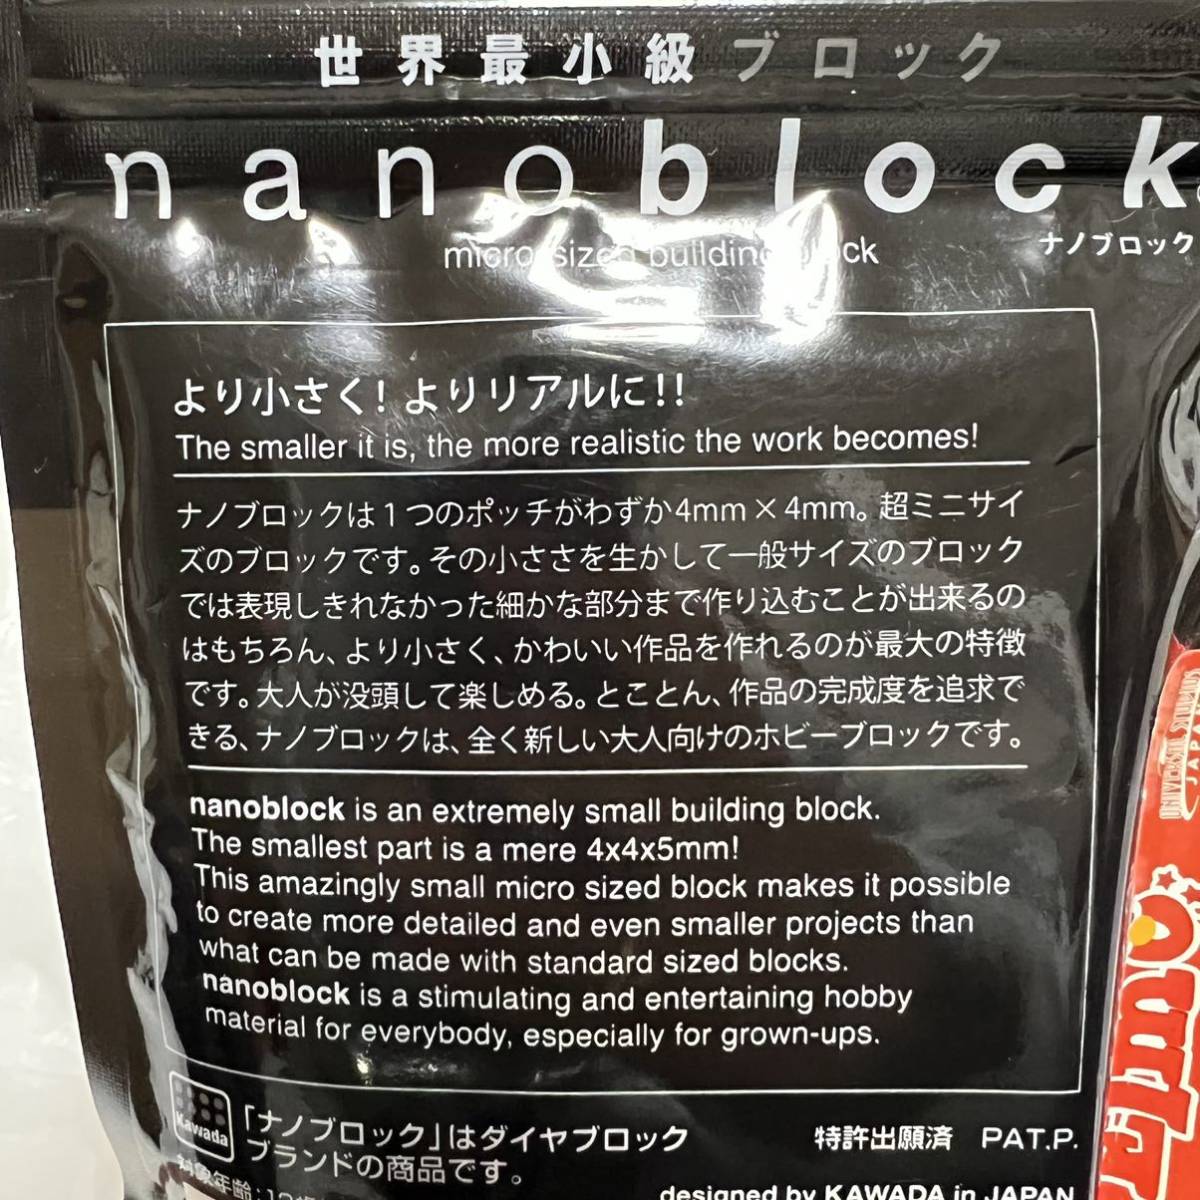 世界最小級ブロック
nanoblock
micro sized building block
ナノブロック
より小さく! よりリアルに!!
The smaller it is, the more realistic the work becomes!
ナノブロックは1つのポッチがわずか4mm×4mm。超ミニサイ
ズのブロックです。その小ささを生かして一般サイズのブロック
では表現しきれなかった細かな部分まで作り込むことが出来るの
はもちろん、より小さく、かわいい作品を作れるのが最大の特徴
です。大人が没頭して楽しめる。とことん、作品の完成度を追求で
きる、ナノブロックは、全く新しい大人向けのホビーブロックです。
nanoblock is an extremely small building block.
The smallest part is a mere 4x4x5mm!
This amazingly small micro sized block makes it possible
to create more detailed and even smaller projects than
what can be made with standard sized blocks.
nanoblock is a stimulating and entertaining hobby
material for everybody, especially for grown-ups.
Kawada
「ナノブロック」はダイヤブロック
ブランドの商品です。
特許出願済 PAT.P.
対象年齢:12
designed by KAWADA in JAPAN
UNIVERSAL STUDIOS
JAPAN